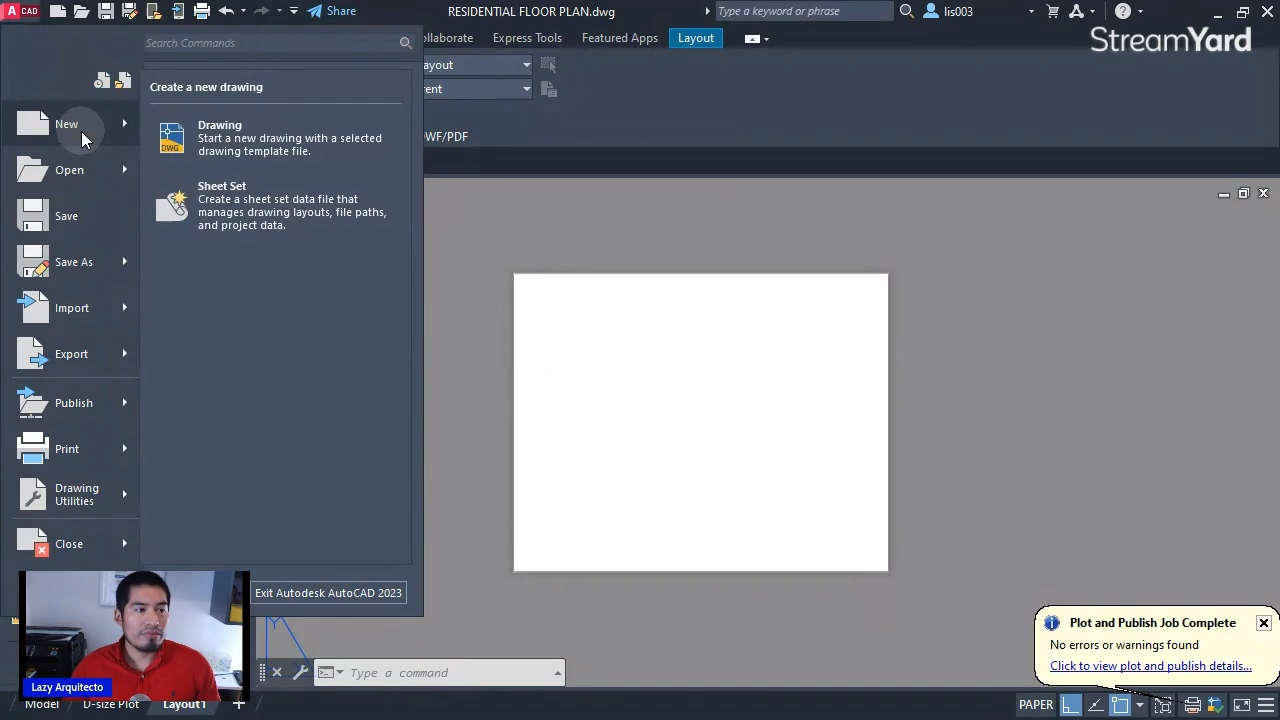 A CAD
Share
RESIDENTIAL FLOOR PLAN.dwg
Type a keyword or phrase
lis003
Search Commands
ollaborate
Express Tools
Featured Apps
Layout
StreamYard
ayout
rent
WF/PDF
Create a new drawing
Drawing
Start a new drawing with a selected
drawing template file.
DWG
Sheet Set
Create a sheet set data file that
manages drawing layouts, file paths,
and project data.
New
Open
Save
Save As
Import
Export
Publish
Print
Drawing
Utilities
Close
Exit Autodesk AutoCAD 2023
Plot and Publish Job Complete
No errors or warnings found
Click to view plot and publish details...
Type a command
Lazy Arquitecto
Model
D-size Plot
Layout1
PAPER